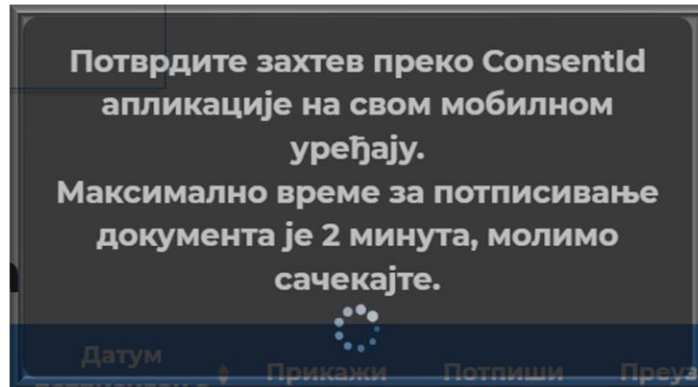 Потврдите захтев преко ConsentId
апликације на свом мобилном
уређају.
Максимално време за потписивање
документа је 2 минута, молимо
сачекајте.
Датум
Прикажи Потпиши